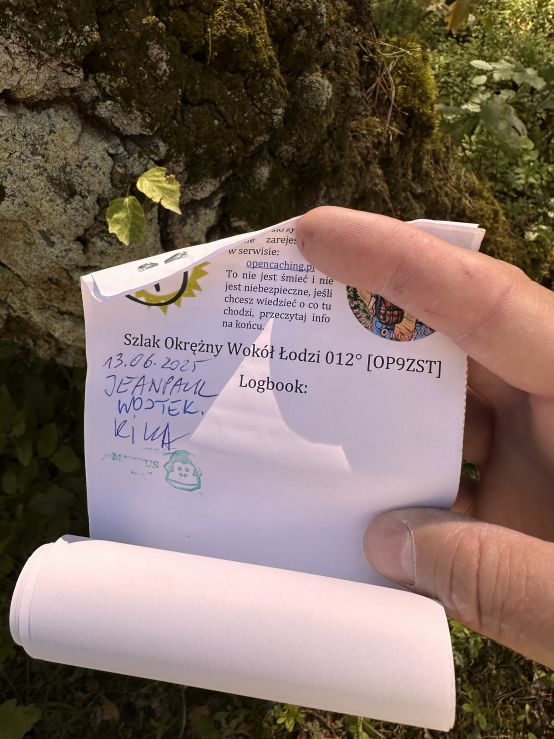 zarejes
w serwisie:
opencaching.pl
To nie jest śmieć i nie
jest niebezpieczne, jeśli
chcesz wiedzieć o co tu
chodzi, przeczytaj info
na końcu.
Szlak Okrężny Wokół Łodzi 012° [OP9ZST]
Logbook:
13.06.2025
JEANPAUL
WOJTEK.
KIKA